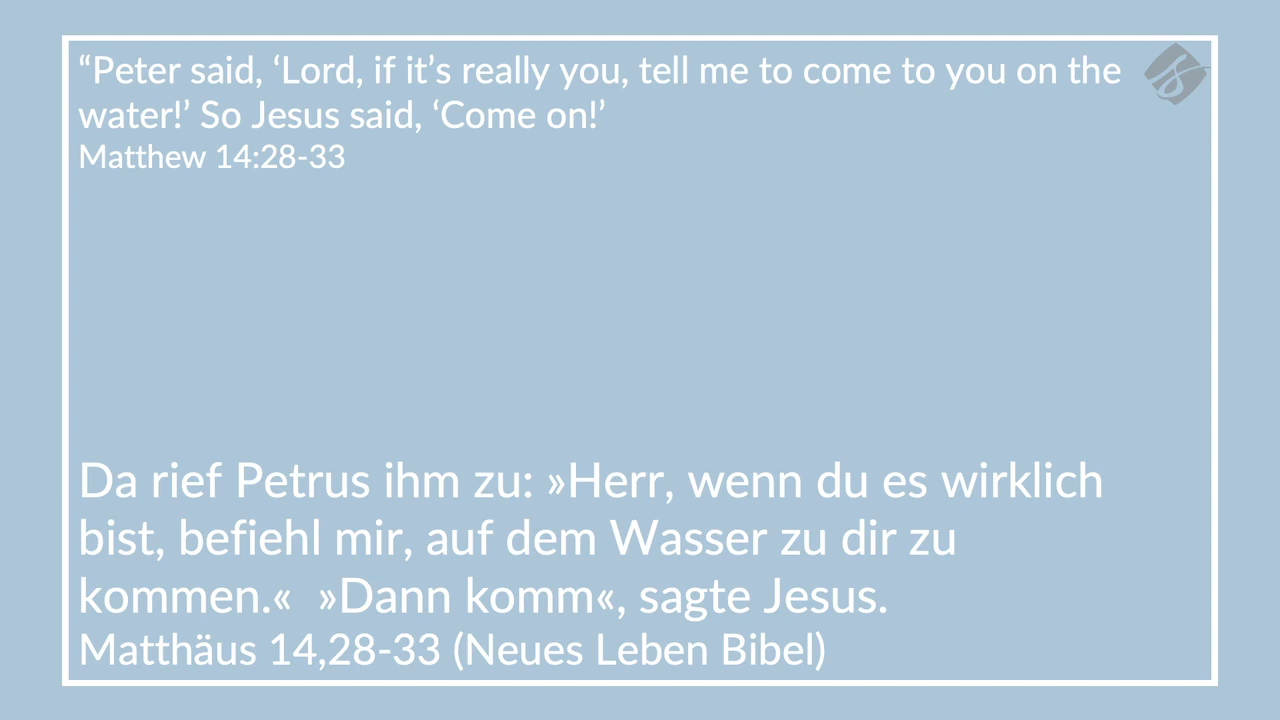 “Peter said, ‘Lord, if it’s really you, tell me to come to you on the
water!’ So Jesus said, ‘Come on!’
Matthew 14:28-33
Da rief Petrus ihm zu: »Herr, wenn du es wirklich
bist, befiehl mir, auf dem Wasser zu dir zu
kommen.«  »Dann komm«, sagte Jesus.
Matthäus 14,28-33 (Neues Leben Bibel)